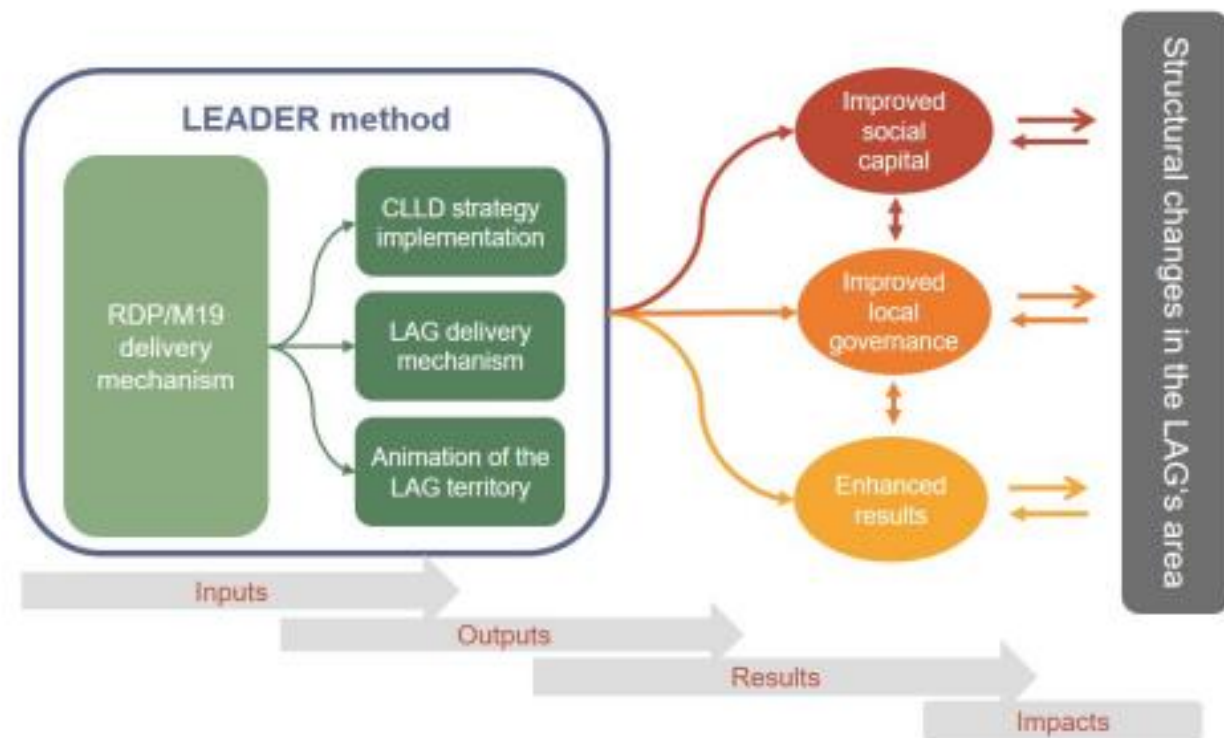 LEADER method
RDP/M19
delivery
mechanism
CLLD strategy
implementation
LAG delivery
mechanism
Animation of the
LAG territory
Improved
social
capital
Improved
local
governance
Enhanced
results
Structural changes in the LAG's area
Inputs
Outputs
Results
Impacts